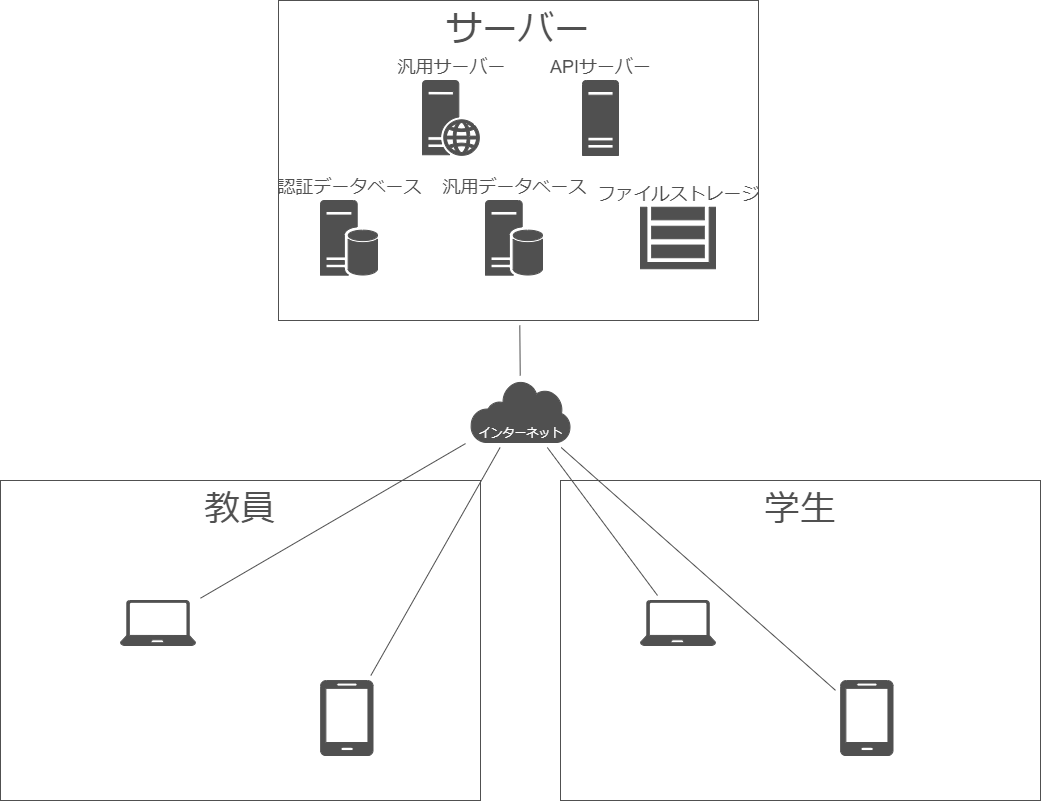 サーバー
汎用サーバー
APIサーバー
認証データベース
汎用データベース
ファイルストレージ
インターネット
教員
学生